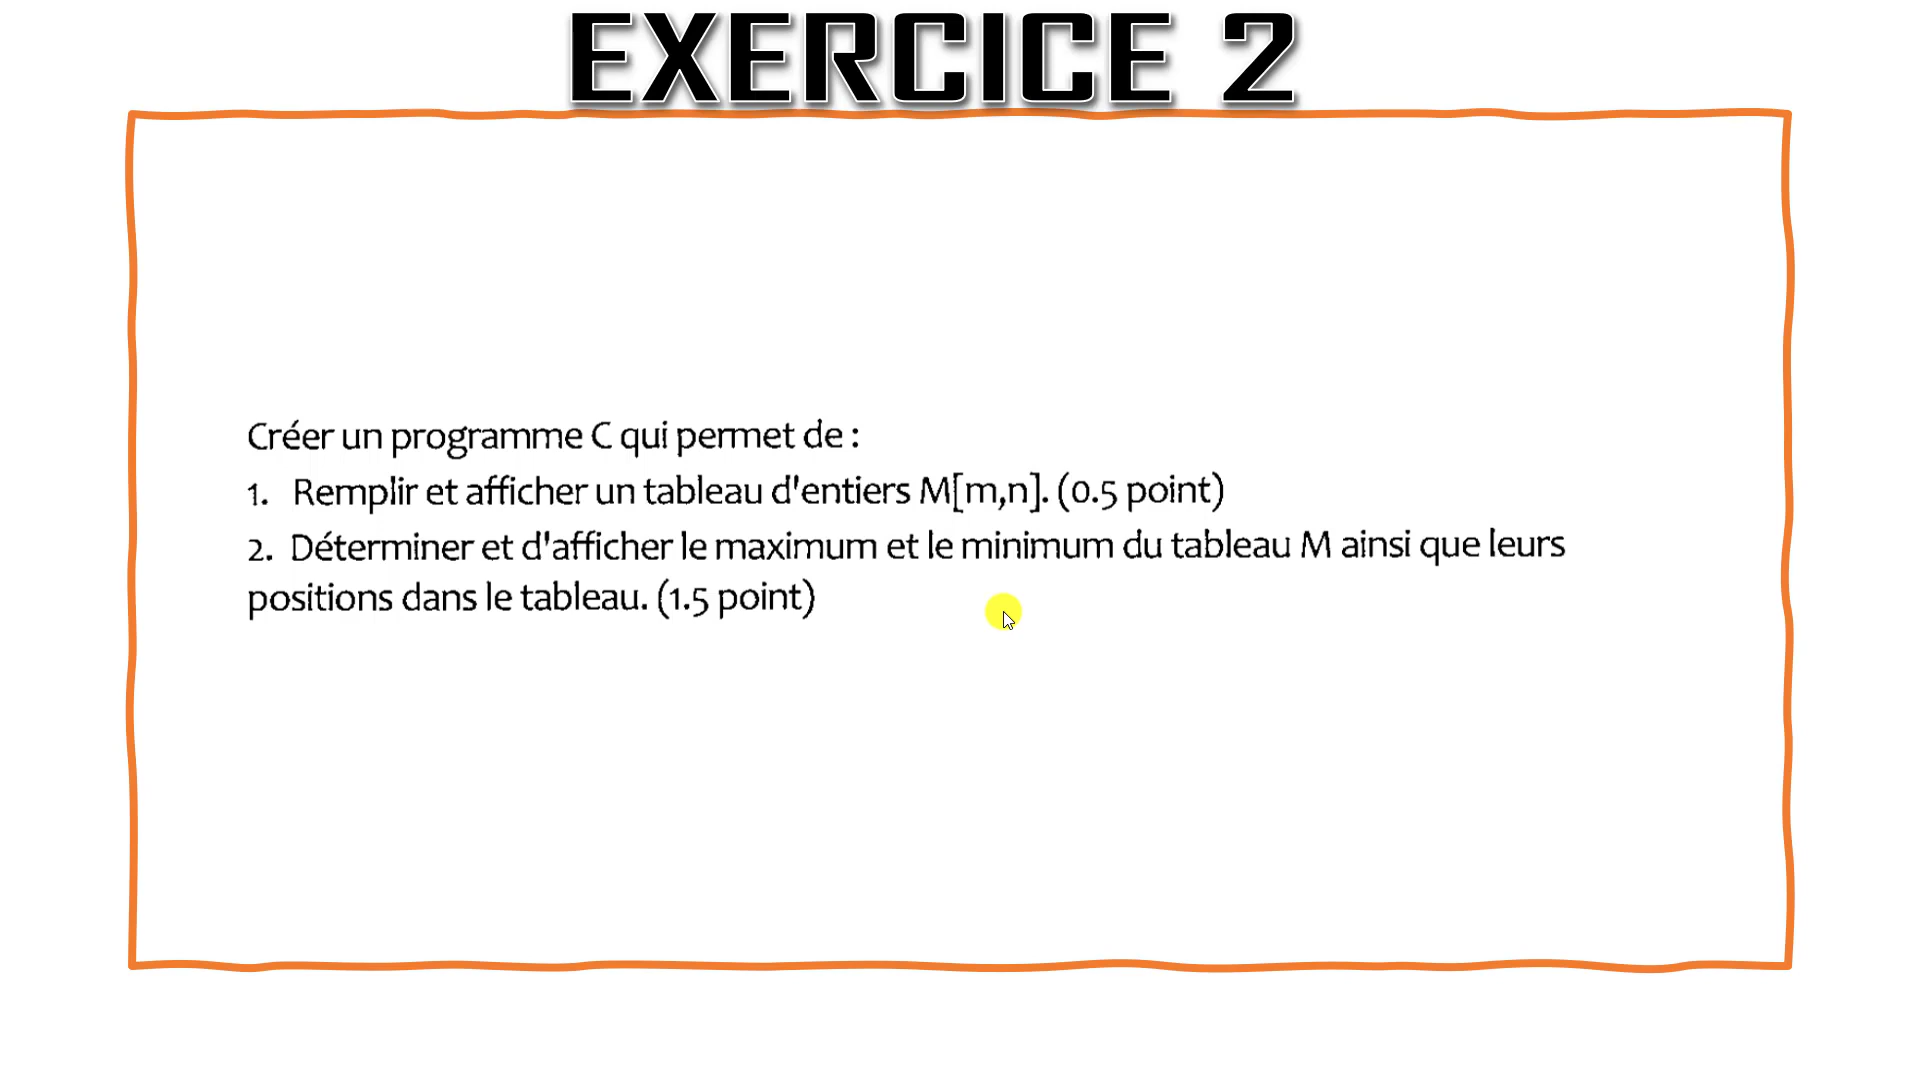 EXERCICE 2
Créer un programme C qui permet de :
1. Remplir et afficher un tableau d'entiers M[m,n]. (0.5 point)
2. Déterminer et d'afficher le maximum et le minimum du tableau M ainsi que leurs
positions dans le tableau. (1.5 point)